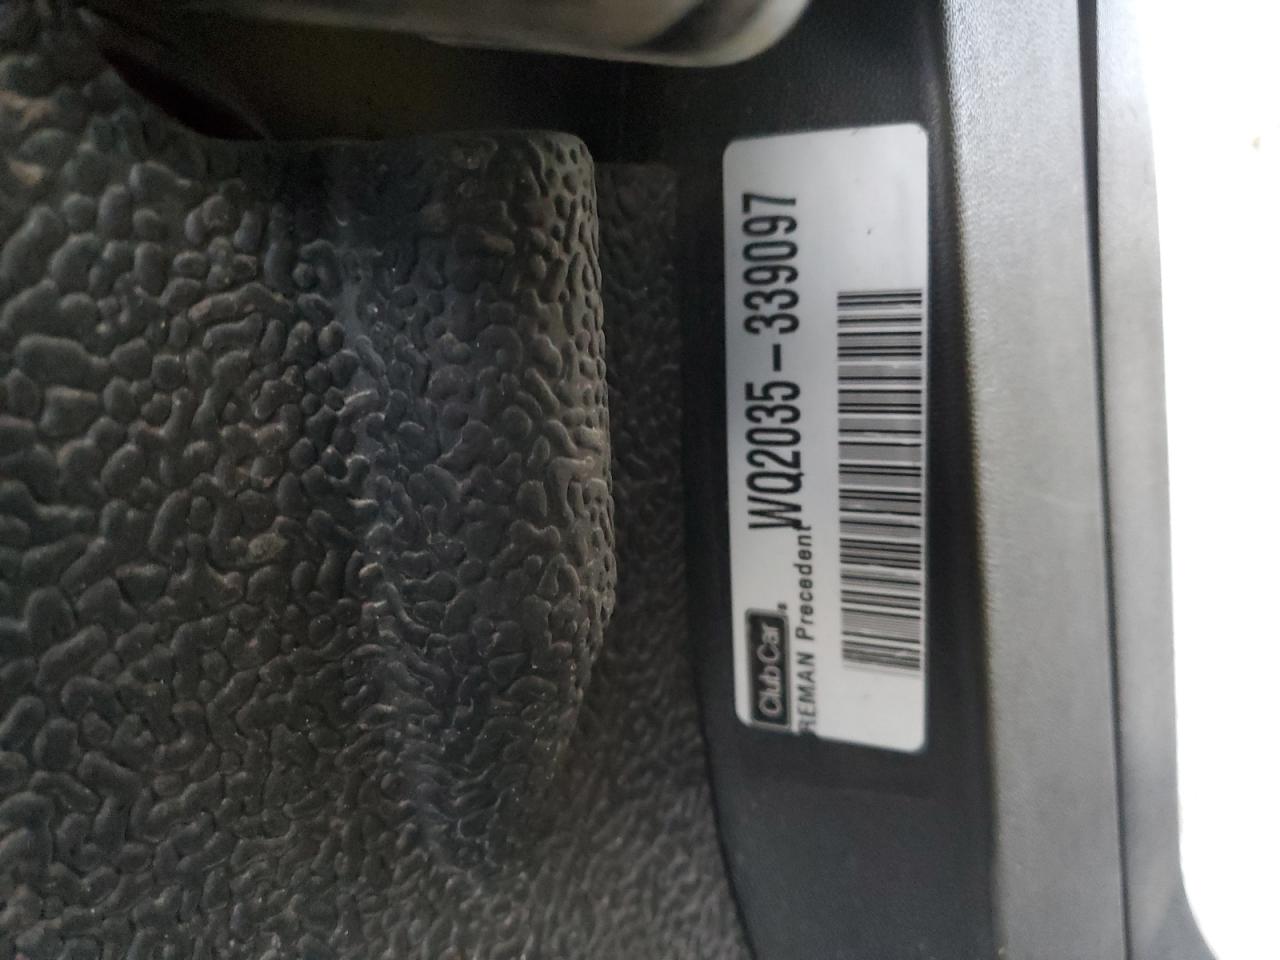 WQ2035-339097
Club Car®
REMAN Precedent